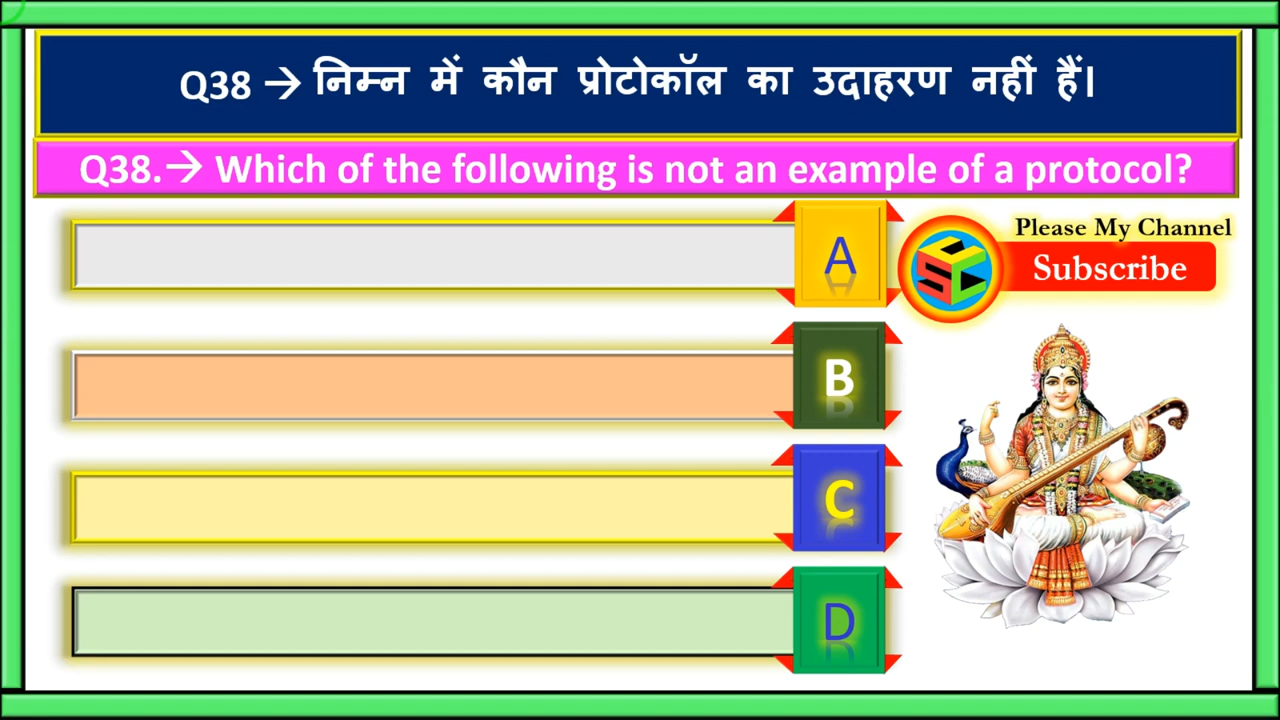 Q38 → निम्न में कौन प्रोटोकॉल का उदाहरण नहीं हैं।
Q38.→ Which of the following is not an example of a protocol?
A
Please My Channel
CSC
Subscribe
B
C
D